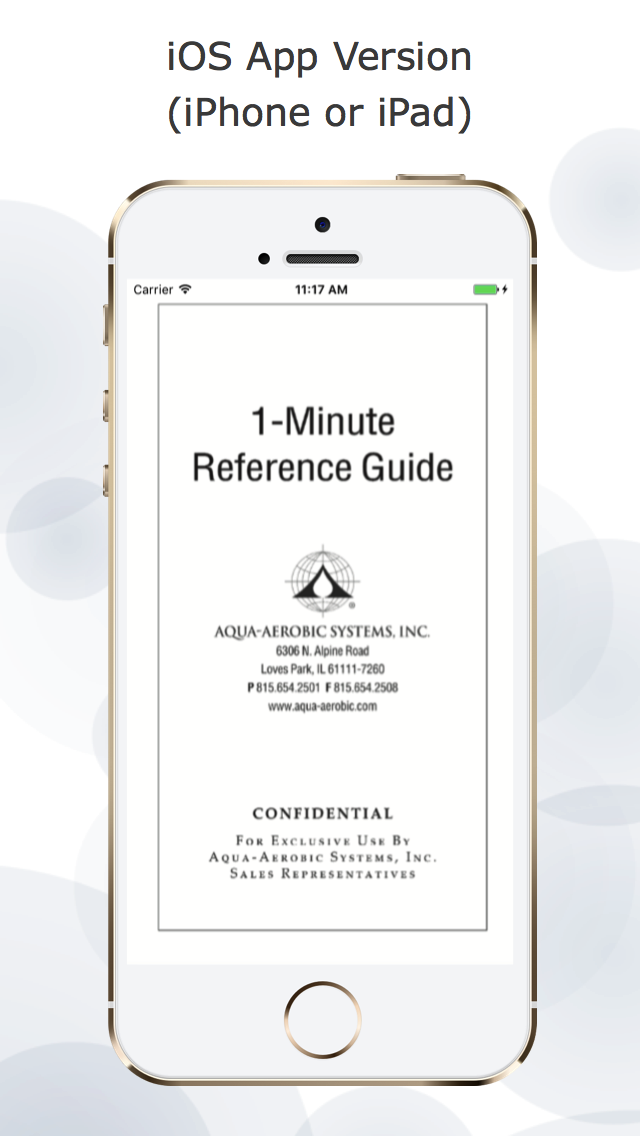 iOS App Version
(iPhone or iPad)
Carrier 11:17 AM
1-Minute
Reference Guide
®
AQUA-AEROBIC SYSTEMS, INC.
6306 N. Alpine Road
Loves Park, IL 61111-7260
P 815.654.2501 F 815.654.2508
www.aqua-aerobic.com
CONFIDENTIAL
FOR EXCLUSIVE USE BY
AQUA-AEROBIC SYSTEMS, INC.
SALES REPRESENTATIVES